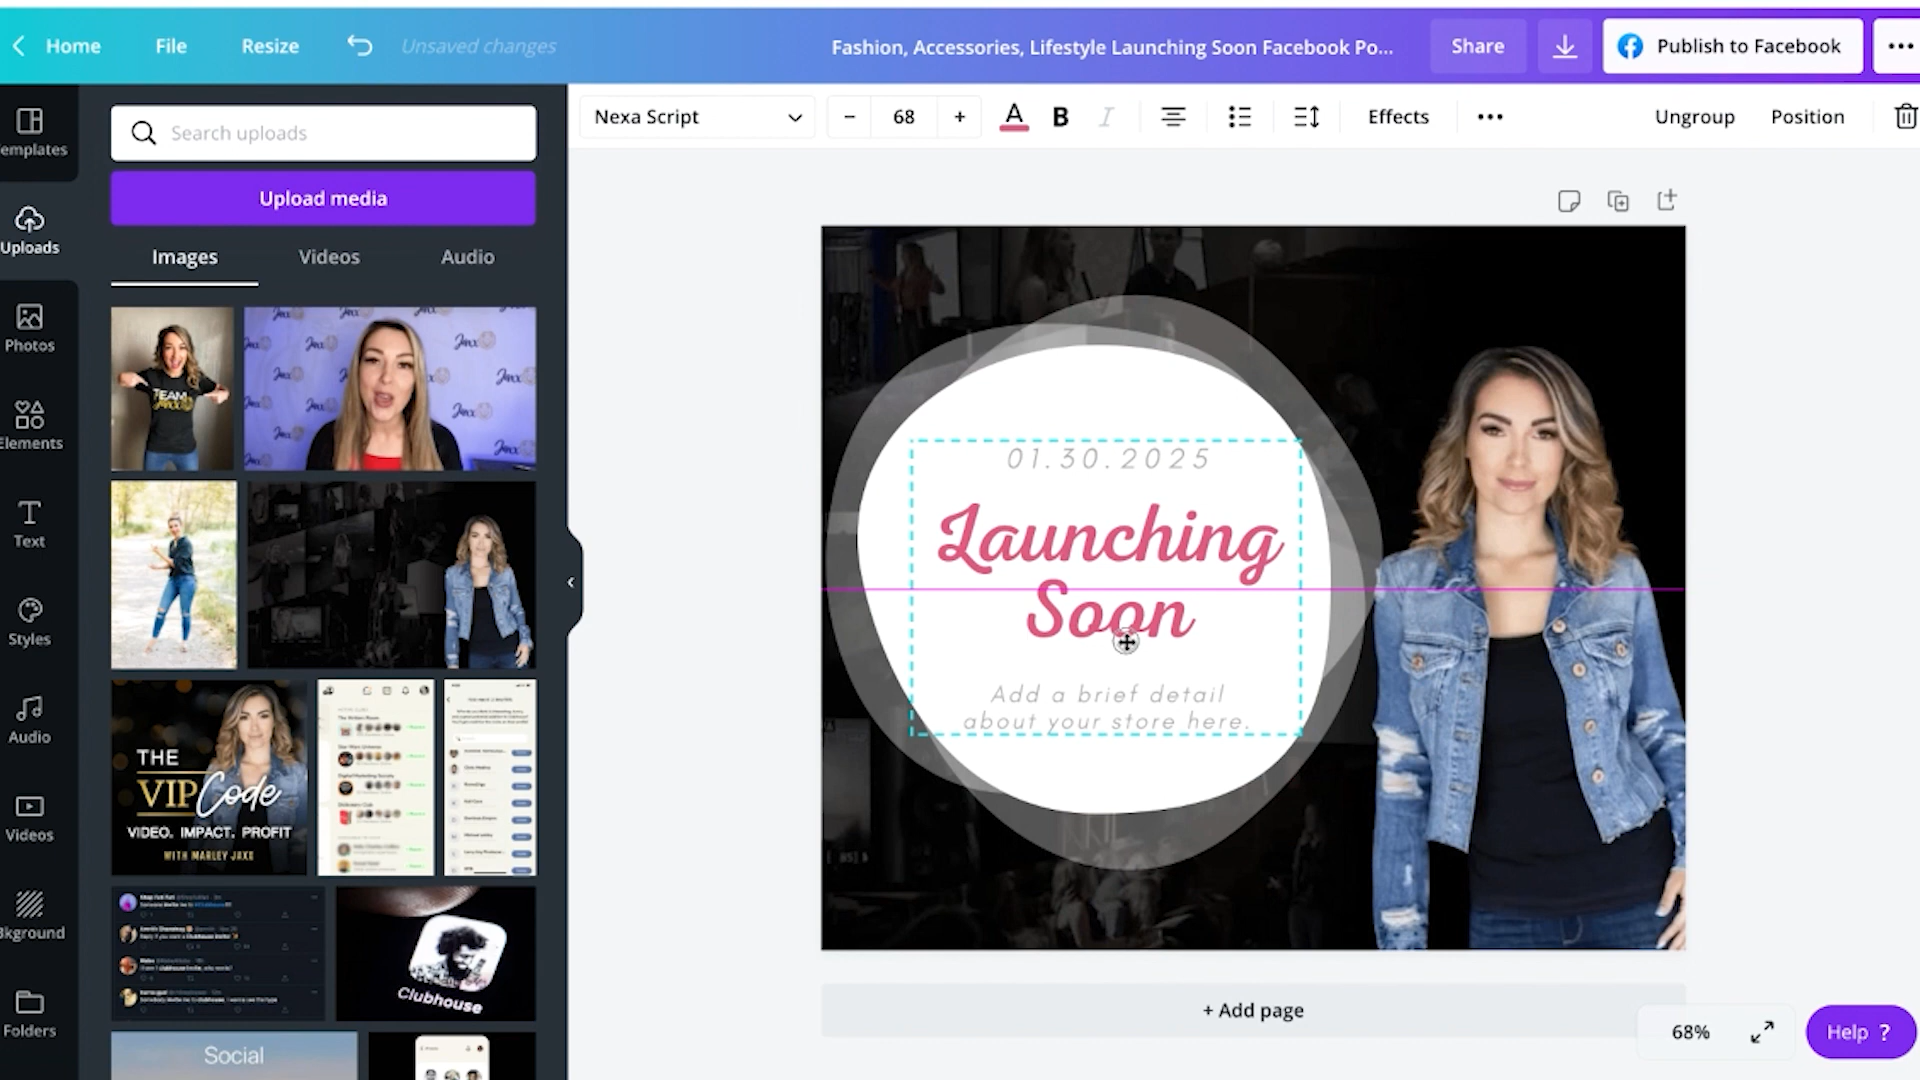 Home File Resize Unsaved changes Fashion, Accessories, Lifestyle Launching Soon Facebook Po... Share Publish to Facebook
Nexa Script 68 A B I Effects Ungroup Position
Templates
Search uploads
Upload media
Uploads
Images Videos Audio
Photos
TEAM
Jaxx
Elements
Text
Styles
Audio
THE
VIP Code
VIDEO. IMPACT. PROFIT
WITH MARLEY JAXX
Videos
Bkground
Clubhouse
Folders
Social
01.30.2025
Launching
Soon
Add a brief detail
about your store here.
+ Add page
68%
Help ?